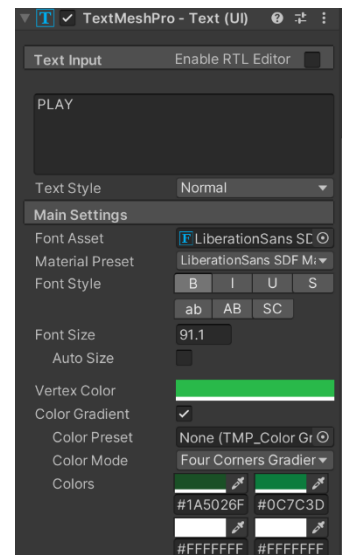 TextMeshPro - Text (UI)
Text Input Enable RTL Editor
PLAY
Text Style Normal
Main Settings
Font Asset F LiberationSans SD
Material Preset LiberationSans SDF Ma
Font Style B I U S
ab AB SC
Font Size 91.1
Auto Size
Vertex Color
Color Gradient
Color Preset None (TMP_Color Gr
Color Mode Four Corners Gradier
Colors
#1A5026F #0C7C3D
#FFFFFFF #FFFFFFF